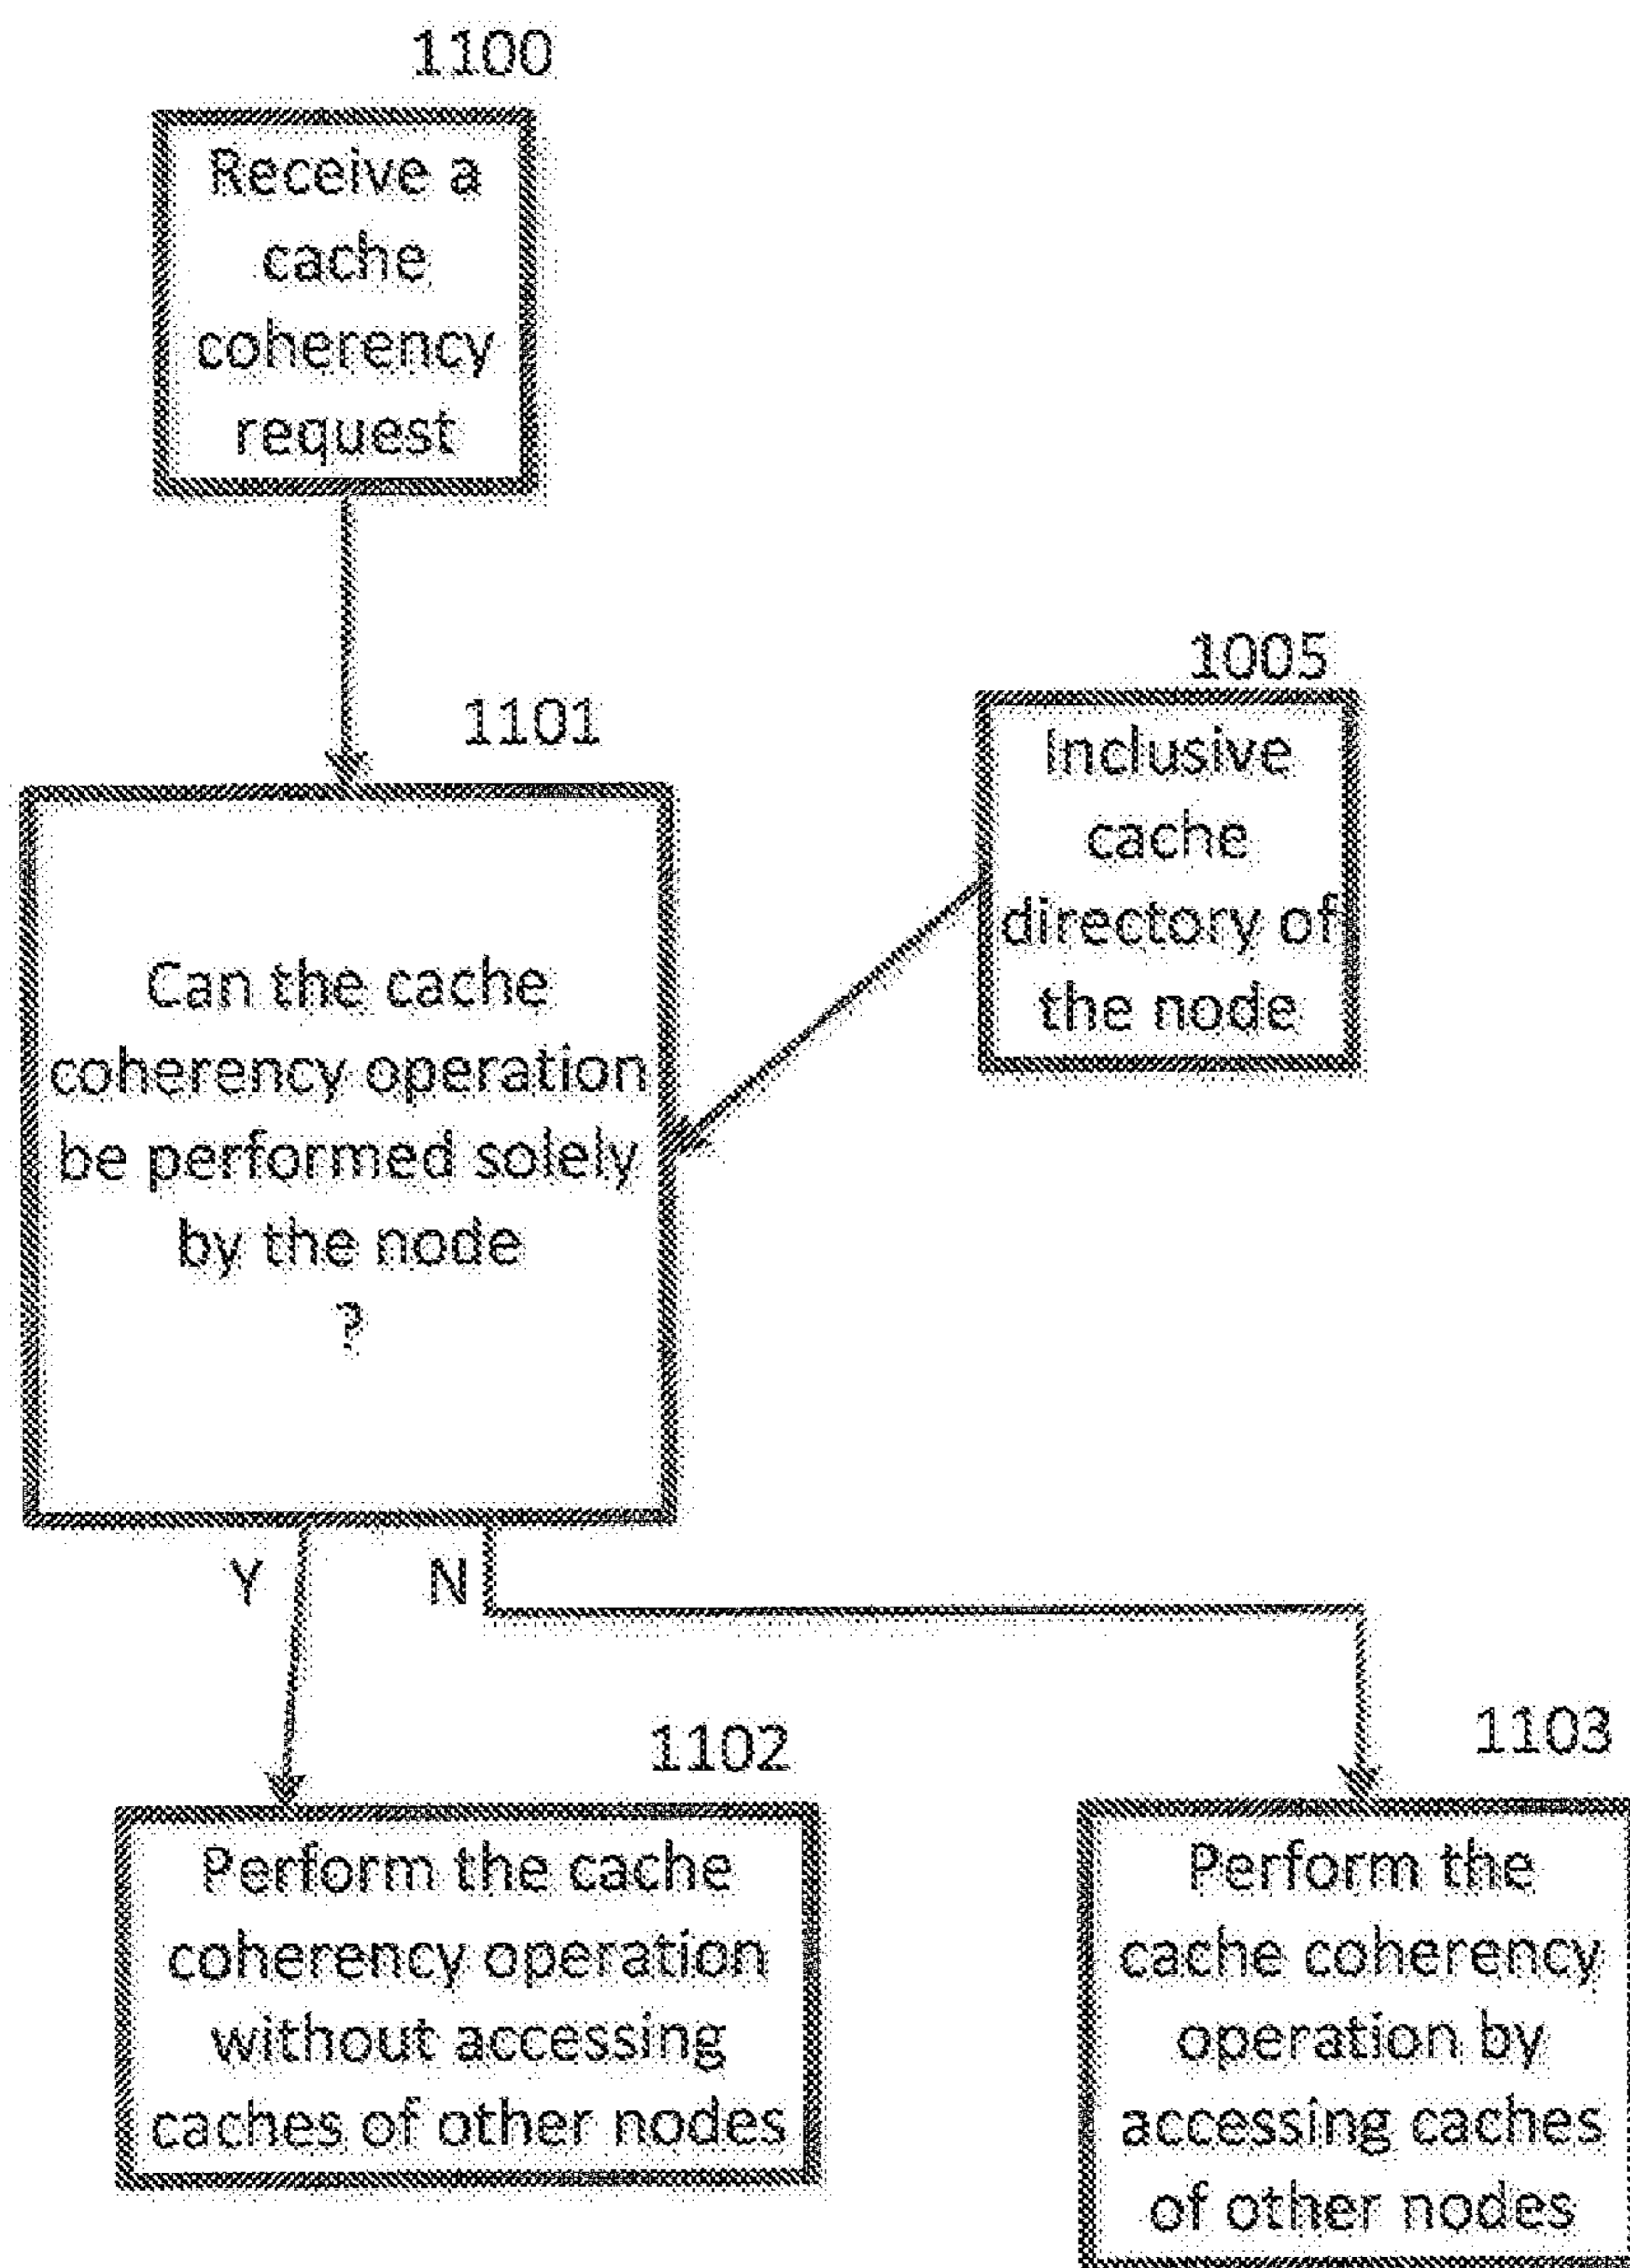 1100
Receive a
cache
coherency
request
1101
Can the cache
coherency operation
be performed solely
by the node
?
1005
Inclusive
cache
directory of
the node
Y
N
1102
Perform the cache
coherency operation
without accessing
caches of other nodes
1103
Perform the
cache coherency
operation by
accessing caches
of other nodes